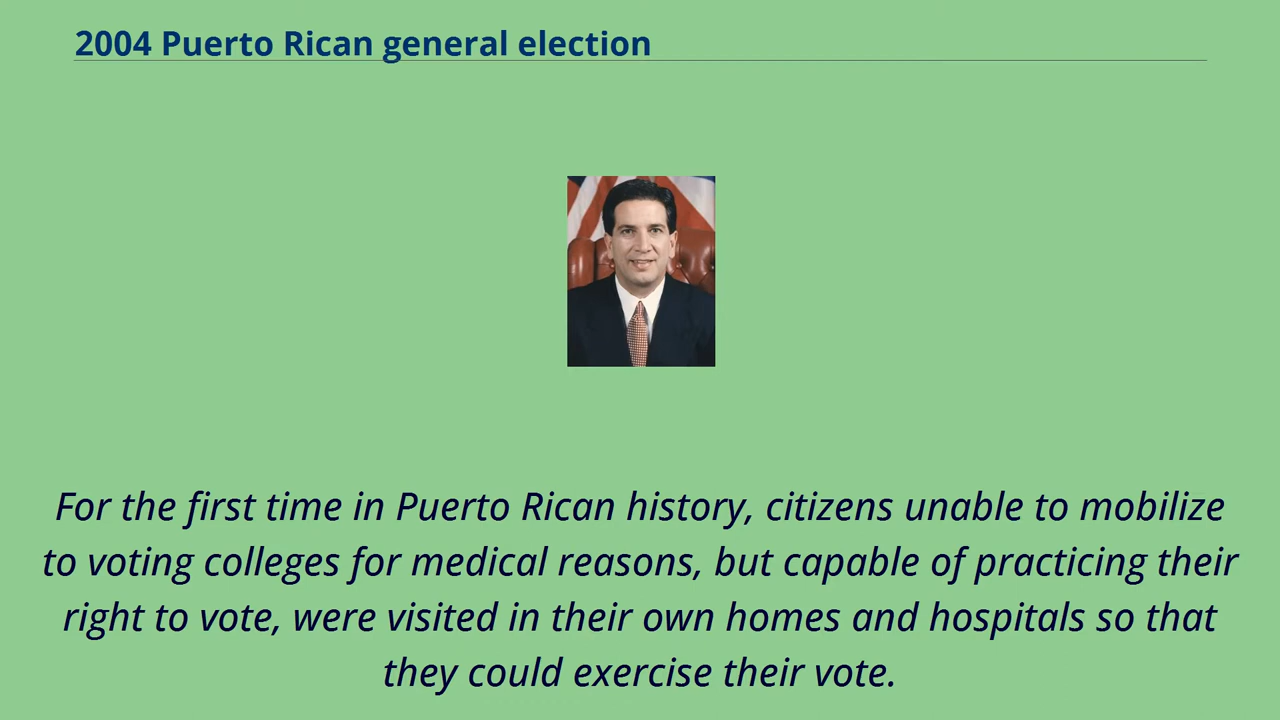 2004 Puerto Rican general election
For the first time in Puerto Rican history, citizens unable to mobilize
to voting colleges for medical reasons, but capable of practicing their
right to vote, were visited in their own homes and hospitals so that
they could exercise their vote.